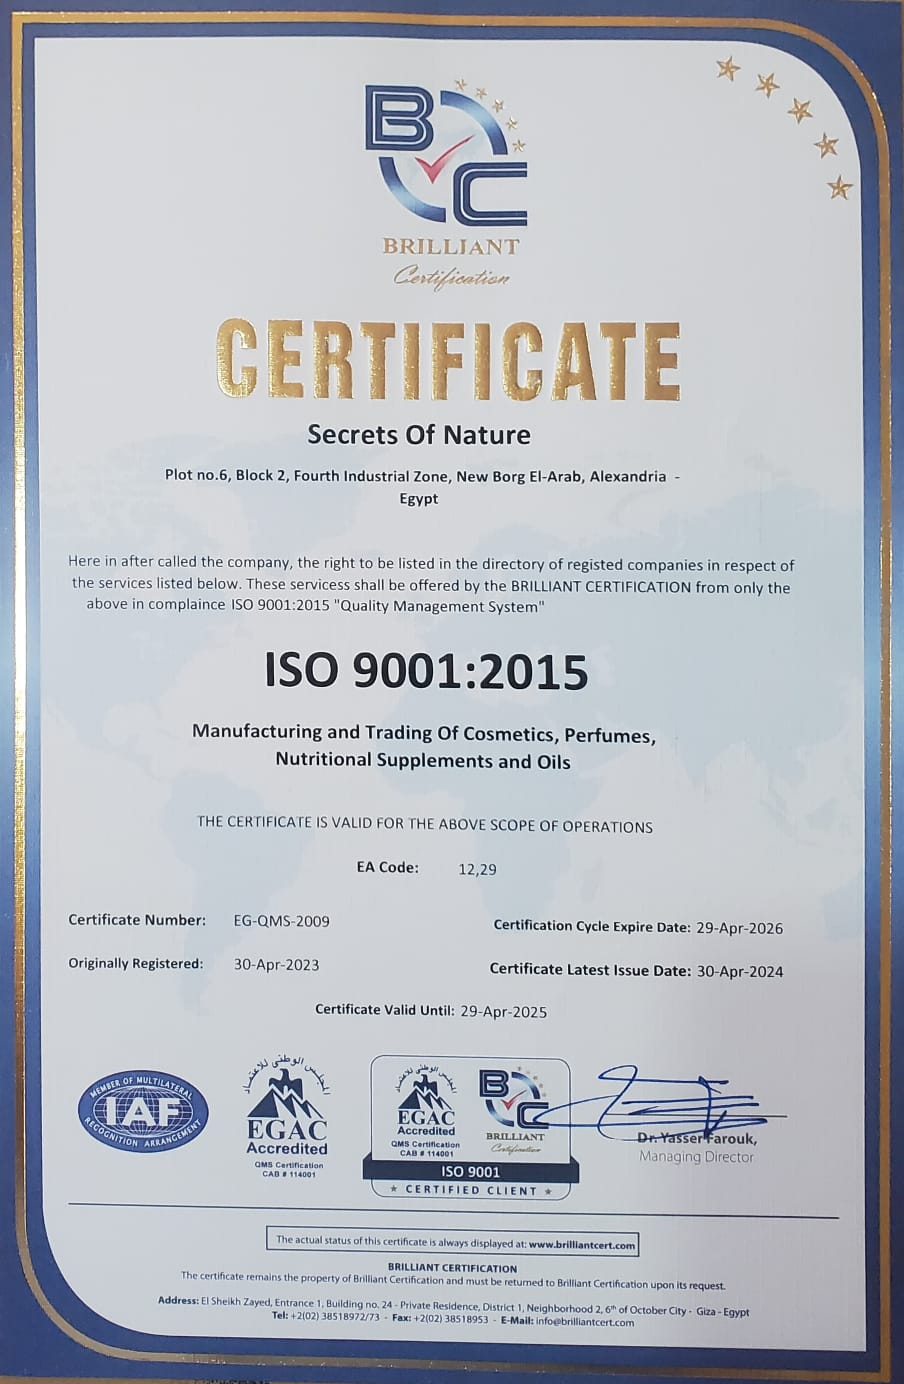 BC
BRILLIANT
Certification
CERTIFICATE
Secrets Of Nature
Plot no.6, Block 2, Fourth Industrial Zone, New Borg El-Arab, Alexandria -
Egypt
Here in after called the company, the right to be listed in the directory of registed companies in respect of
the services listed below. These servicess shall be offered by the BRILLIANT CERTIFICATION from only the
above in complaince ISO 9001:2015 "Quality Management System"
ISO 9001:2015
Manufacturing and Trading Of Cosmetics, Perfumes,
Nutritional Supplements and Oils
THE CERTIFICATE IS VALID FOR THE ABOVE SCOPE OF OPERATIONS
EA Code: 12,29
Certificate Number: EG-QMS-2009
Certification Cycle Expire Date: 29-Apr-2026
Originally Registered: 30-Apr-2023
Certificate Latest Issue Date: 30-Apr-2024
Certificate Valid Until: 29-Apr-2025
MEMBER OF MULTILATERAL
IAF
RECOGNITION ARRANGEMENT
المجلس الوطنى للاعتماد
EGAC
Accredited
QMS Certification
CAB # 114001
المجلس الوطنى للاعتماد
EGAC
Accredited
QMS Certification
CAB # 114001
BC
BRILLIANT
Certification
ISO 9001
CERTIFIED CLIENT
Dr. Yasser Farouk,
Managing Director
The actual status of this certificate is always displayed at: www.brilliantcert.com
BRILLIANT CERTIFICATION
The certificate remains the property of Brilliant Certification and must be returned to Brilliant Certification upon its request.
Address: El Sheikh Zayed, Entrance 1, Building no. 24 - Private Residence, District 1, Neighborhood 2, 6th of October City - Giza - Egypt
Tel: +2(02) 38518972/73 - Fax: +2(02) 38518953 - E-Mail: info@brilliantcert.com